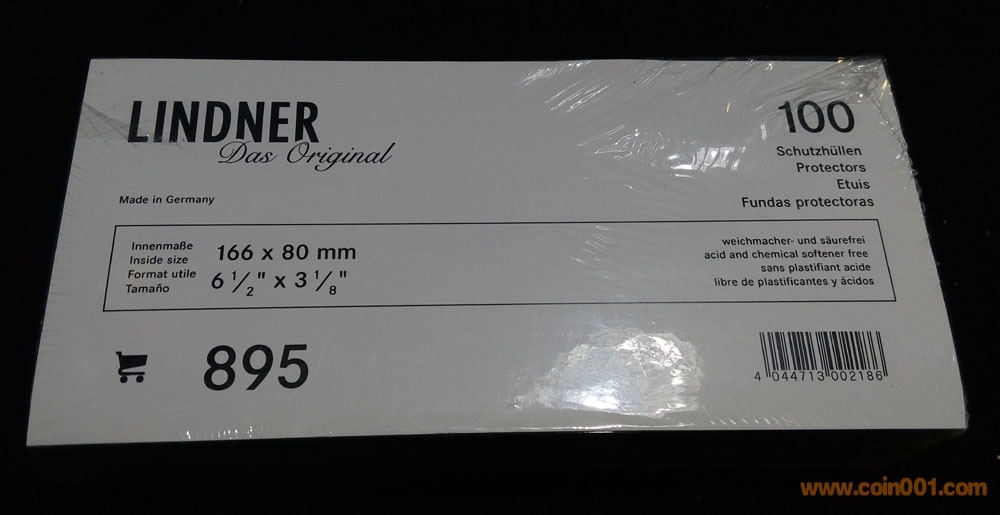 LINDNER
Das Original
Made in Germany
100
Schutzhüllen
Protectors
Etuis
Fundas protectoras
Innenmaße
Inside size
Format utile
Tamaño
166 x 80 mm
6 1/2" x 3 1/8"
weichmacher- und säurefrei
acid and chemical softener free
sans plastifiant acide
libre de plastificantes y ácidos
895
4 044713 002186
www.coin001.com